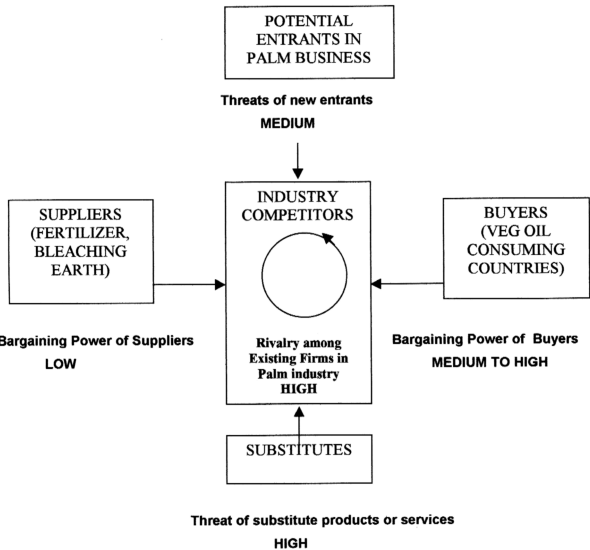 POTENTIAL
ENTRANTS IN
PALM BUSINESS
Threats of new entrants
MEDIUM
SUPPLIERS
(FERTILIZER,
BLEACHING
EARTH)
Bargaining Power of Suppliers
LOW
INDUSTRY
COMPETITORS
Rivalry among
Existing Firms in
Palm industry
HIGH
BUYERS
(VEG OIL
CONSUMING
COUNTRIES)
Bargaining Power of Buyers
MEDIUM TO HIGH
SUBSTITUTES
Threat of substitute products or services
HIGH